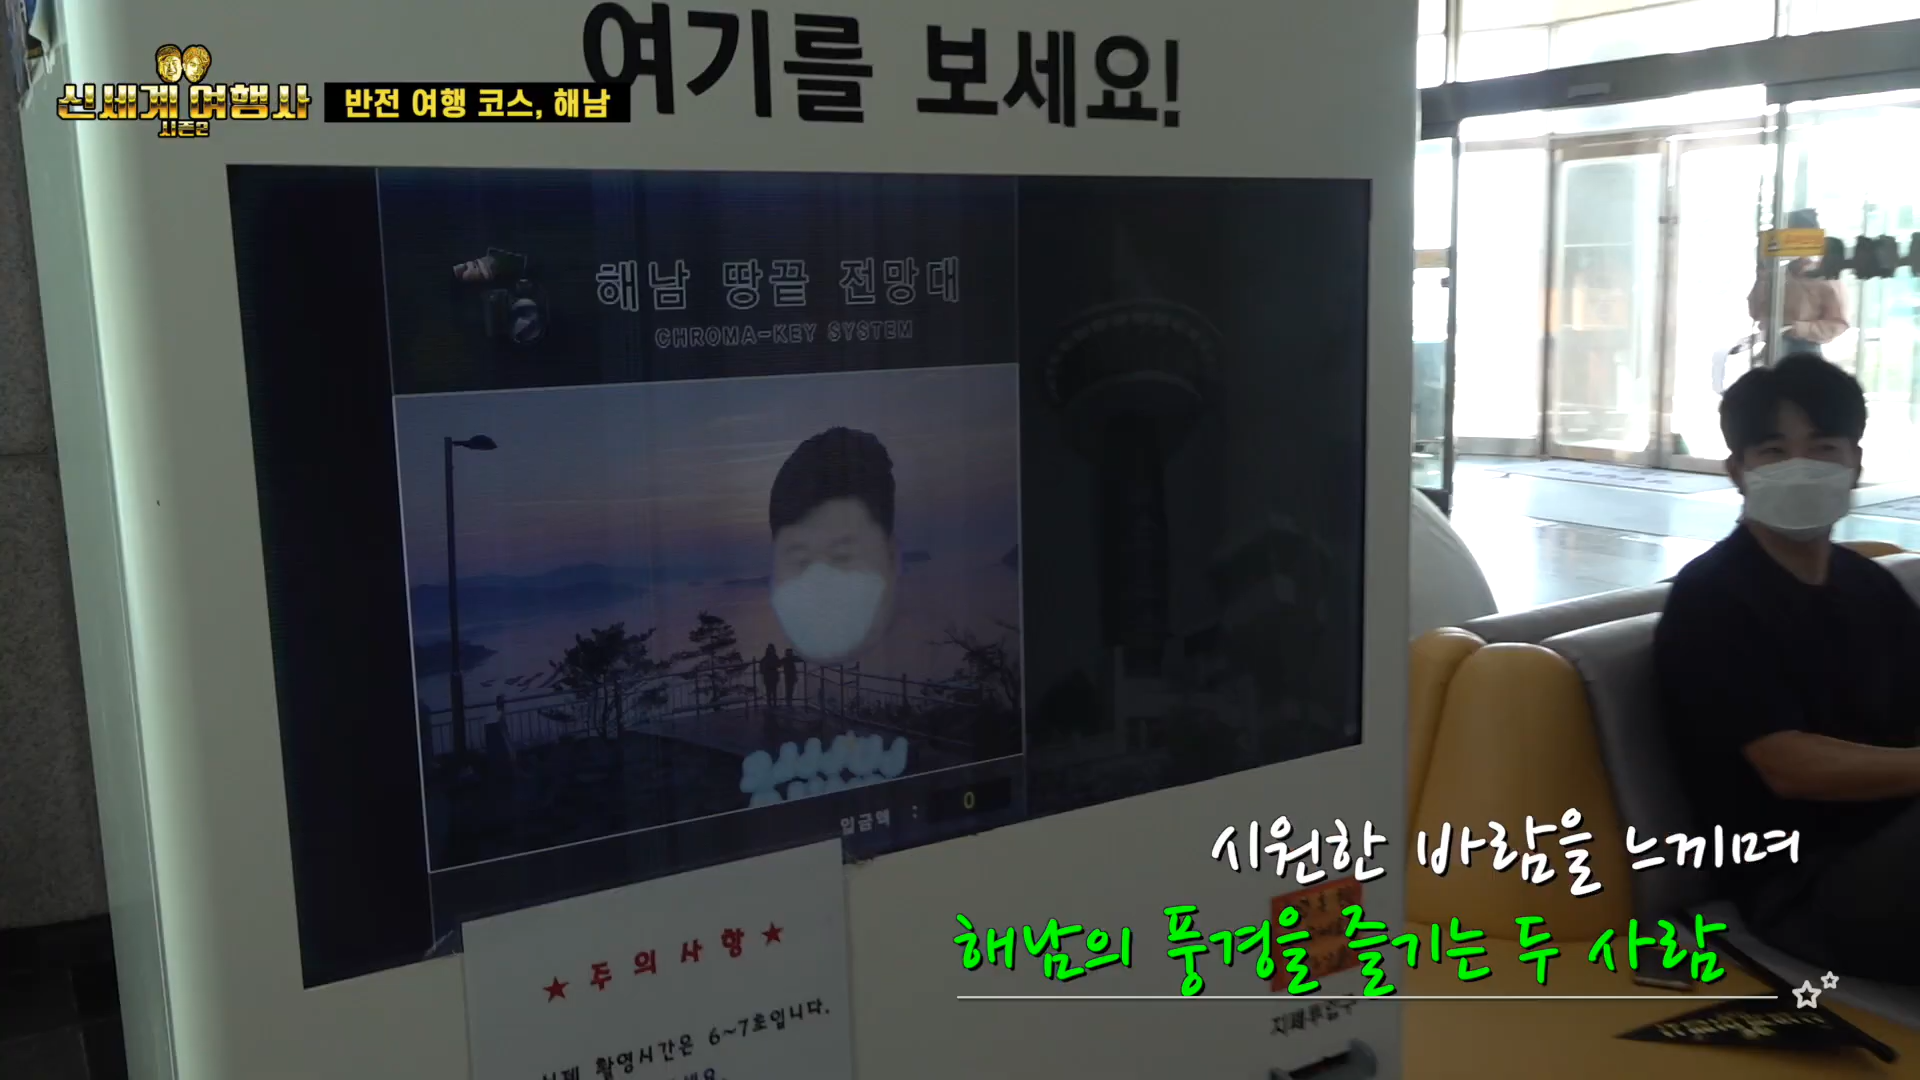 여기를 보세요!
신세계 여행사
시즌2
반전 여행 코스, 해남
해남 땅끝 전망대
CHROMA-KEY SYSTEM
입금액 : 0
★ 주의사항 ★
촬영시간은 6~7초입니다.
시원한 바람을 느끼며
해남의 풍경을 즐기는 두 사람